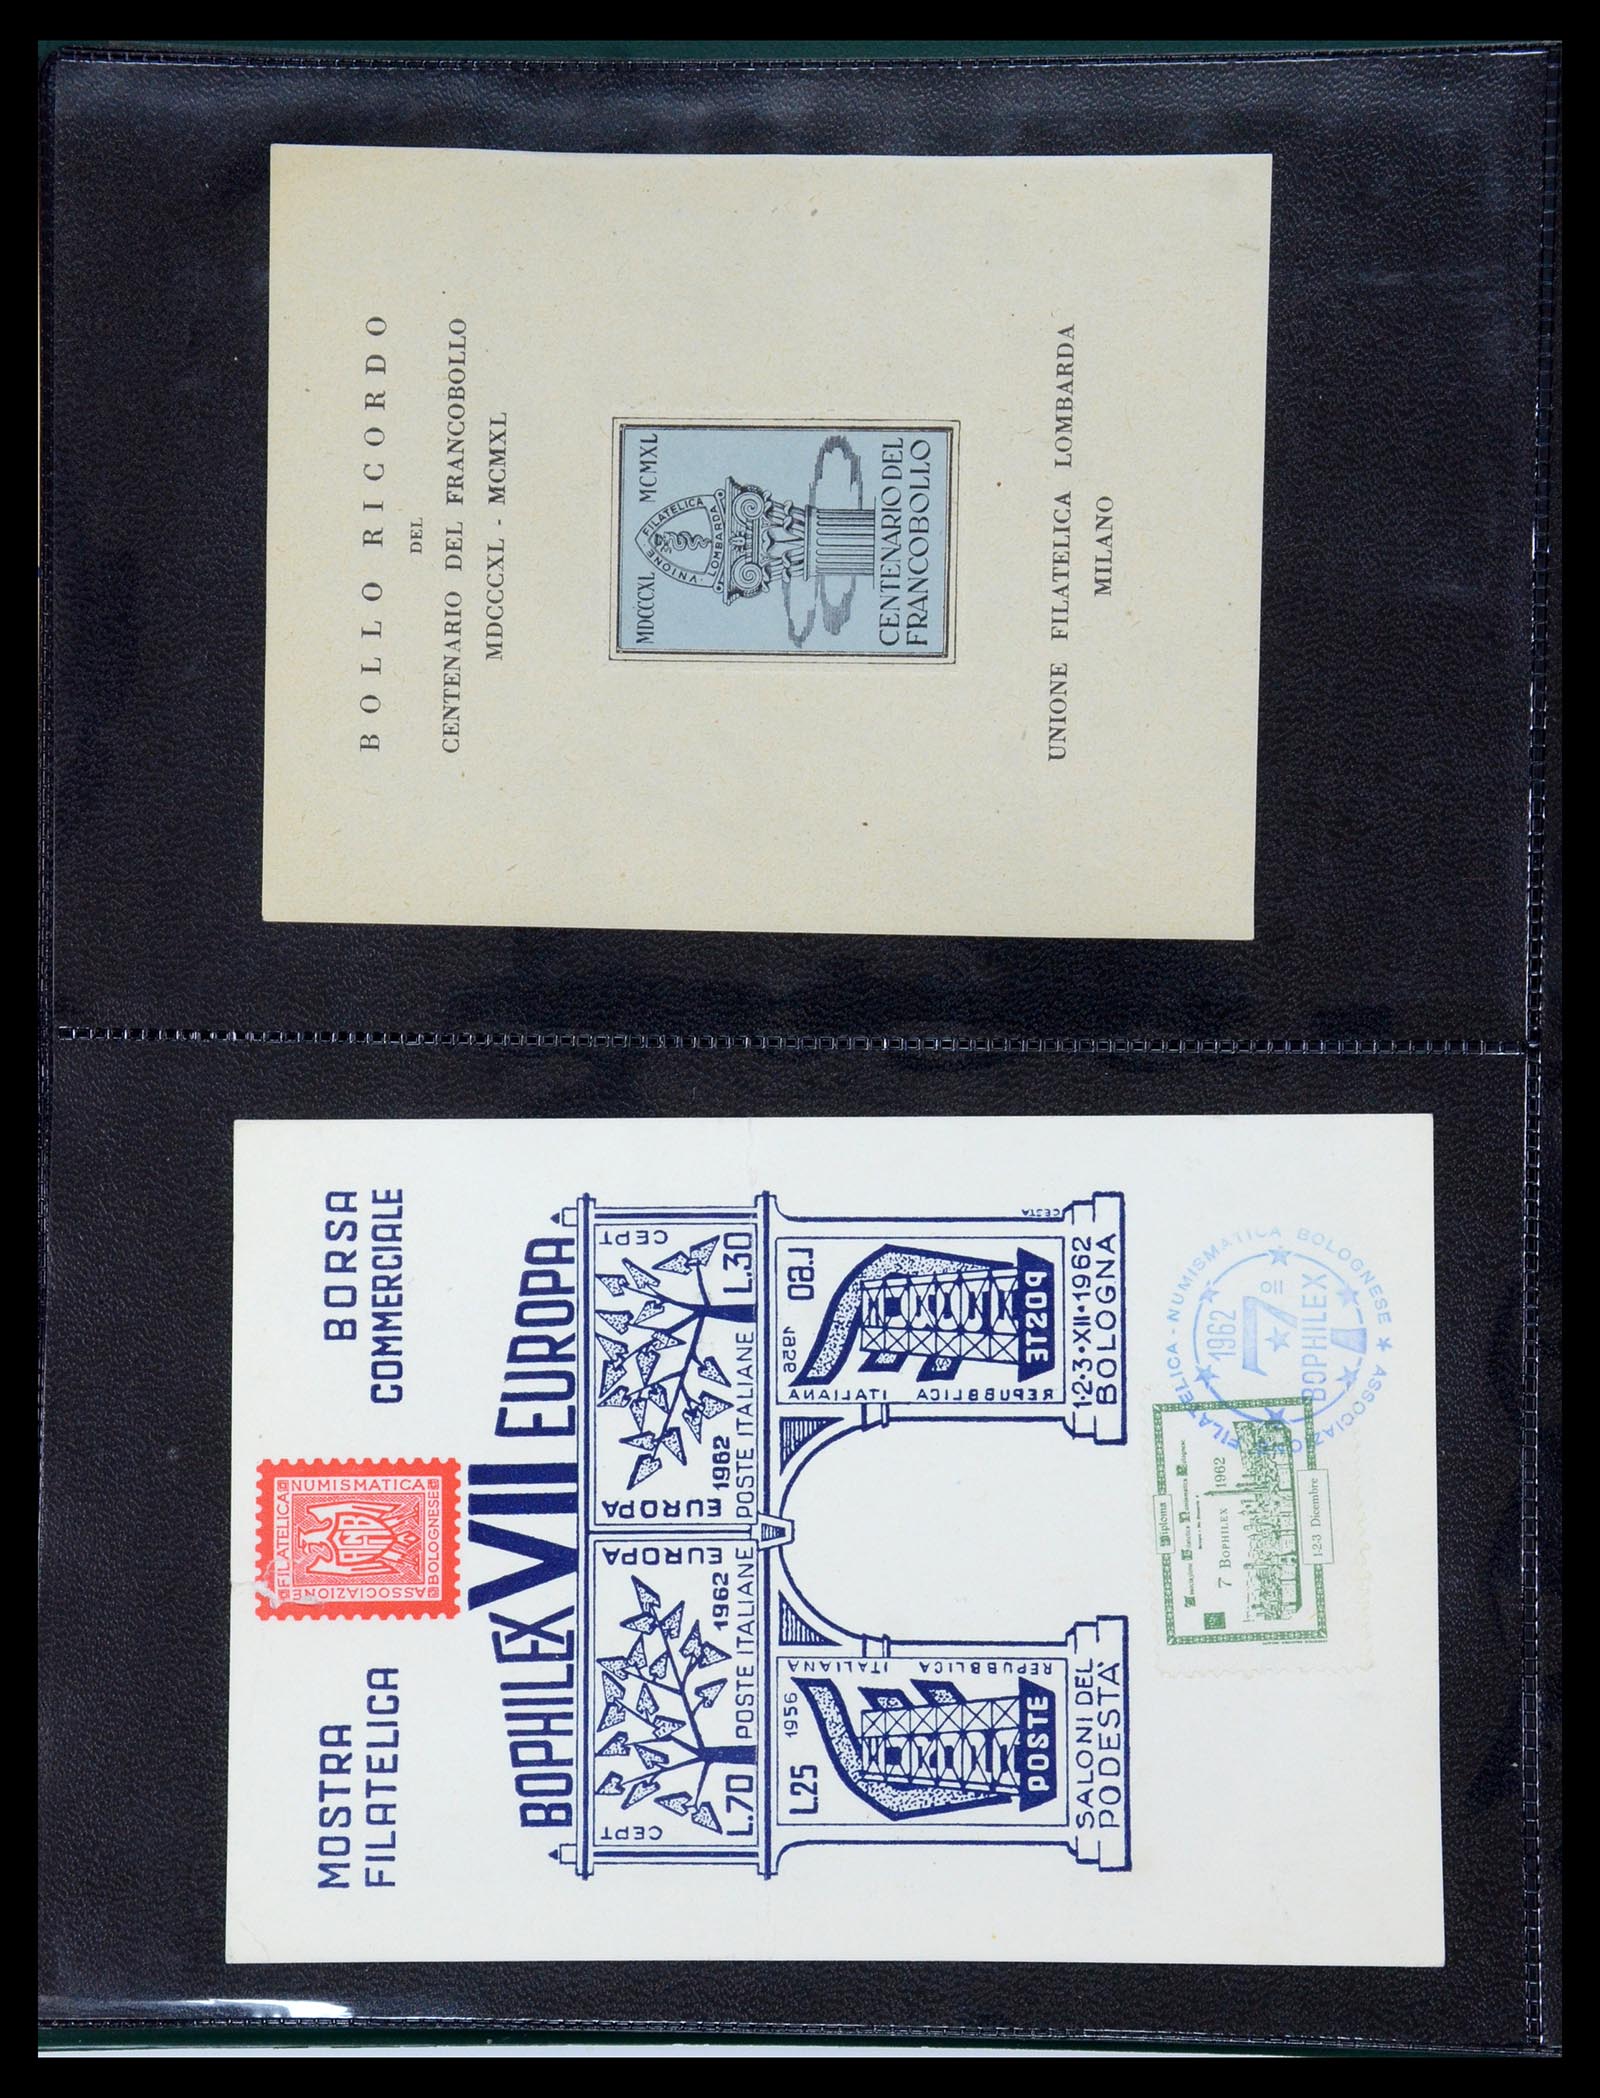 BOLLO RICORDO
DEL
CENTENARIO DEL FRANCOBOLLO
MDCCCXL - MCMXL
MDCCCXL MCMXL
UNIONE FILATELICA
LOMBARDA
CENTENARIO DEL
FRANCOBOLLO
UNIONE FILATELICA LOMBARDA
MILANO
MOSTRA
FILATELICA
BORSA
COMMERCIALE
FILATELICA
NUMISMATICA
ASSOCIAZIONE
BOLOGNESE
BOPHILEX VII EUROPA
CEPT
EUROPA
L.70
1962
POSTE ITALIANE
EUROPA
CEPT
1962
L.30
POSTE ITALIANE
L.25
1956
REPUBBLICA ITALIANA
POSTE
1956
L.60
REPUBBLICA ITALIANA
POSTE
CESTA
SALONI DEL
PODESTA'
1·2·3·XII·1962
BOLOGNA
Diploma
7 BOPHILEX 1962
1-2-3 Dicembre
ASSOCIAZIONE FILATELICA - NUMISMATICA BOLOGNESE
1962
7
BOPHILEX